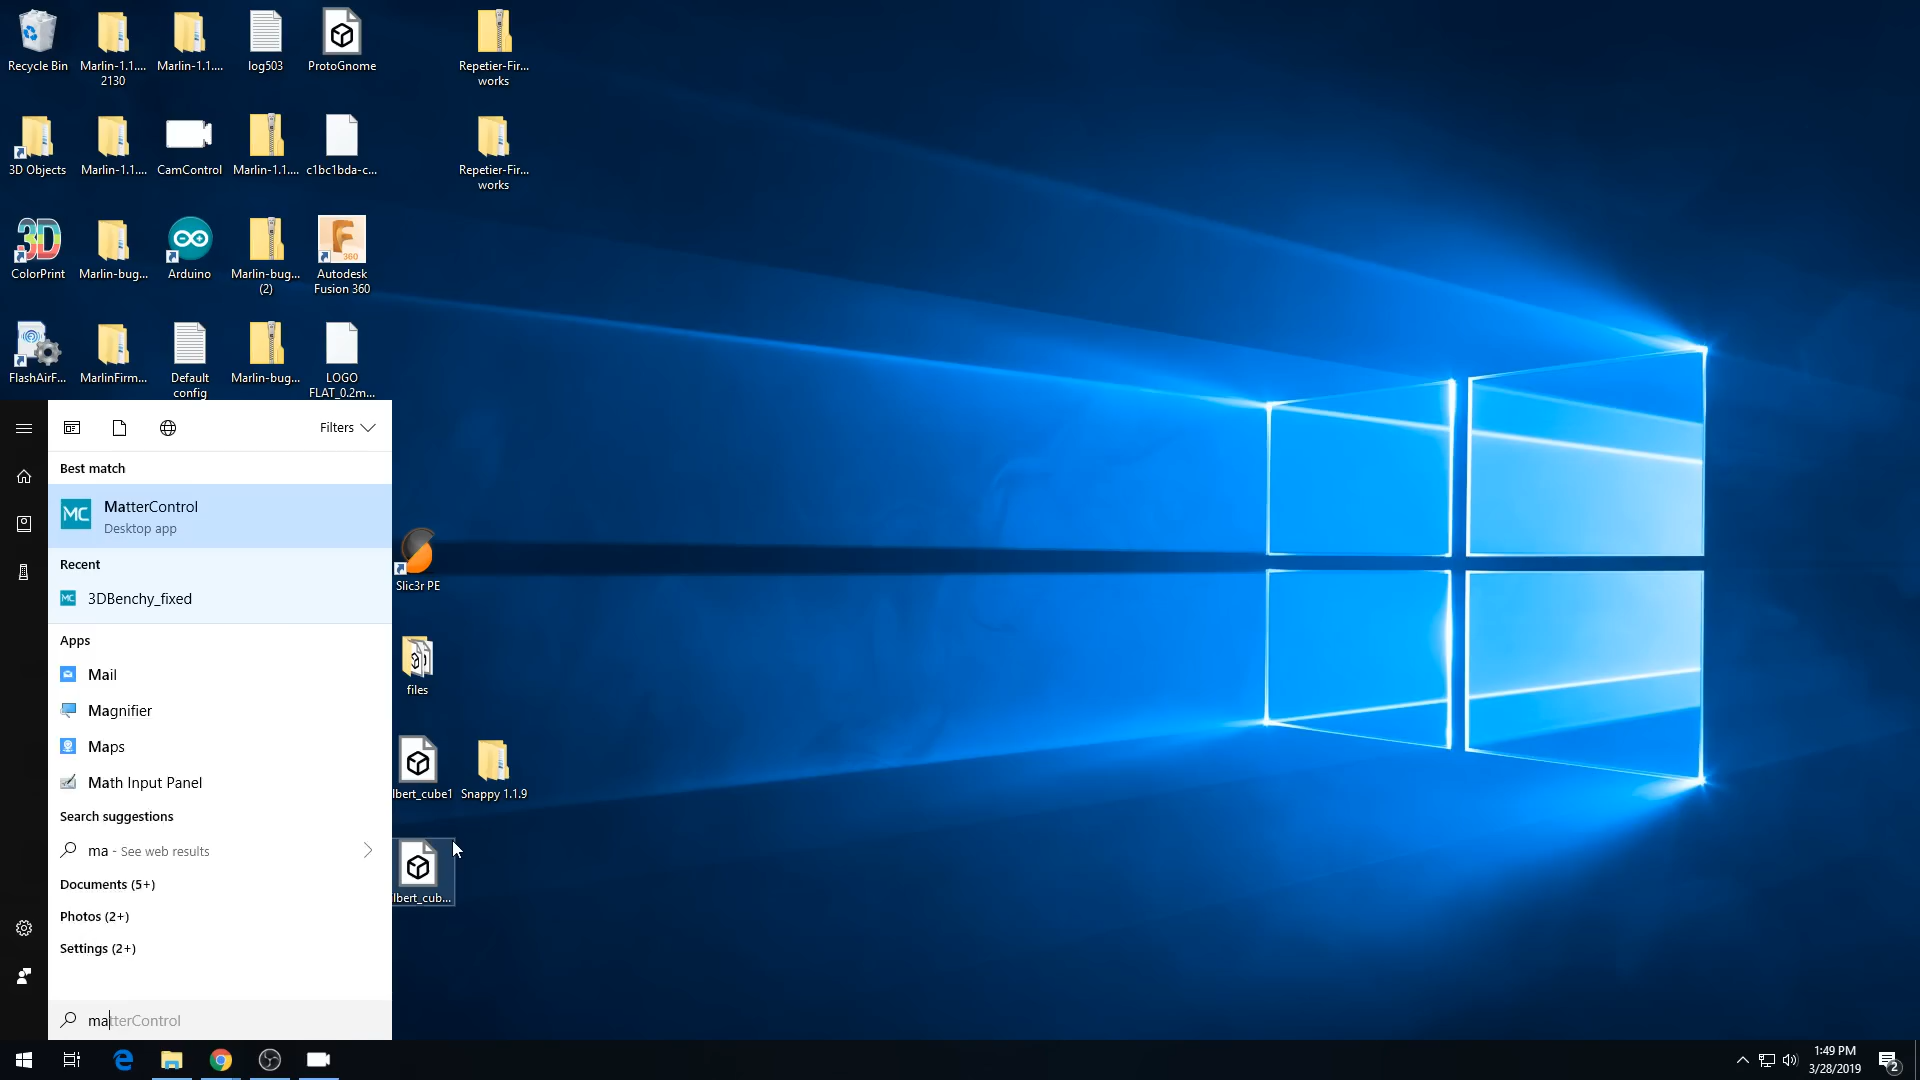 Recycle Bin
Marlin-1.1....
2130
Marlin-1.1....
log503
ProtoGnome
Repetier-Fir...
works
3D Objects
Marlin-1.1....
CamControl
Marlin-1.1....
c1bc1bda-c...
Repetier-Fir...
works
3D
ColorPrint
Marlin-bug...
Arduino
Marlin-bug...
(2)
F
360
Autodesk
Fusion 360
FlashAirF...
MarlinFirm...
Default
config
Marlin-bug...
LOGO
FLAT_0.2m...
Filters
Best match
MC
MatterControl
Desktop app
Recent
MC
3DBenchy_fixed
Apps
Mail
Magnifier
Maps
Math Input Panel
Search suggestions
ma - See web results
Documents (5+)
Photos (2+)
Settings (2+)
matterControl
Slic3r PE
files
lbert_cube1
Snappy 1.1.9
lbert_cub...
1:49 PM
3/28/2019
2